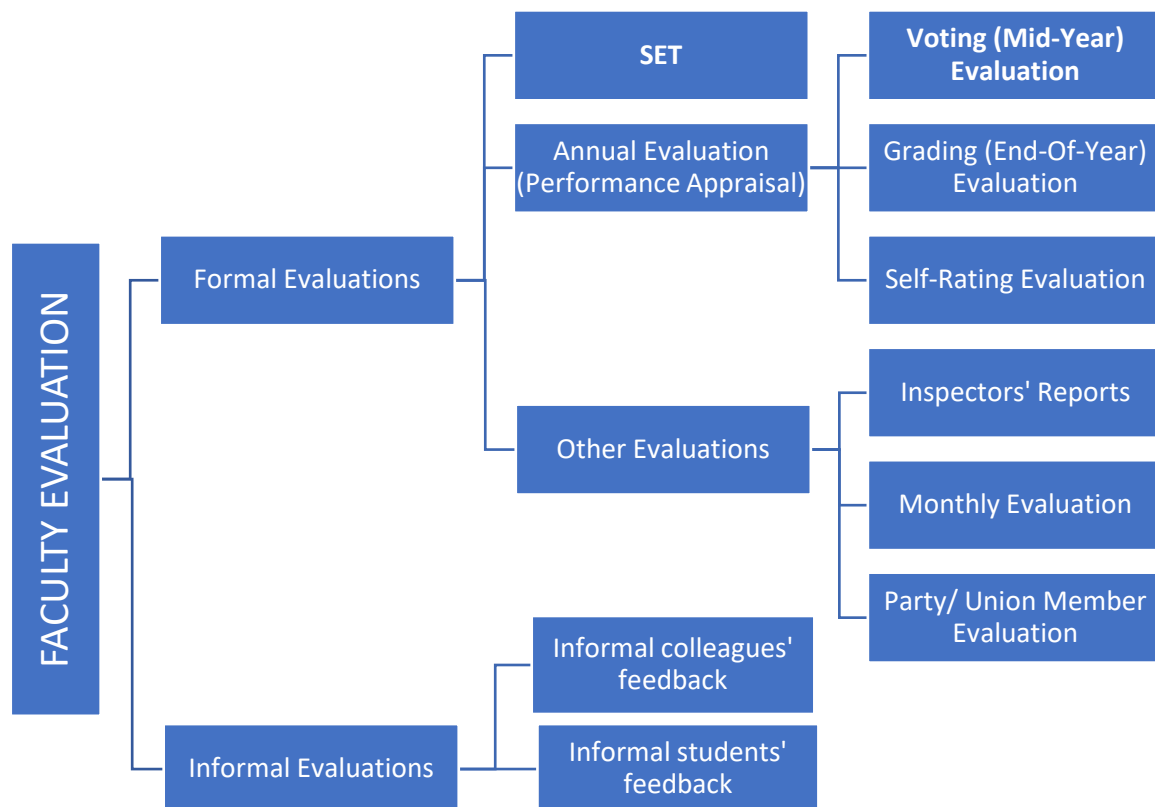 FACULTY EVALUATION
Formal Evaluations
SET
Annual Evaluation
(Performance Appraisal)
Voting (Mid-Year)
Evaluation
Grading (End-Of-Year)
Evaluation
Self-Rating Evaluation
Other Evaluations
Inspectors' Reports
Monthly Evaluation
Party/ Union Member
Evaluation
Informal Evaluations
Informal colleagues'
feedback
Informal students'
feedback